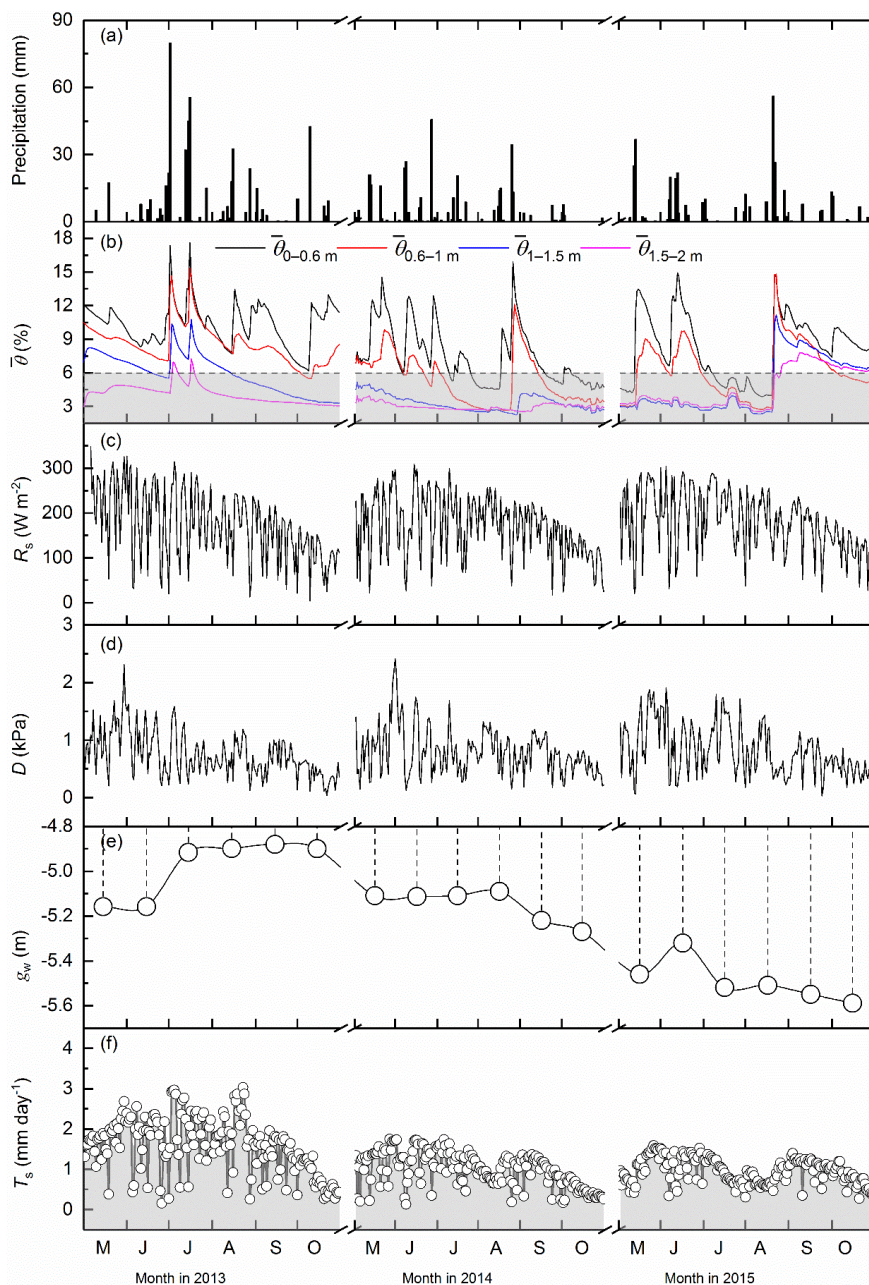 (a)
Precipitation (mm)
90
60
30
0
(b)
θ̅0–0.6 m θ̅0.6–1 m θ̅1–1.5 m θ̅1.5–2 m
θ̅ (%)
18
15
12
9
6
3
(c)
Rs (W m-2)
300
200
100
0
(d)
D (kPa)
3
2
1
0
(e)
gw (m)
-4.8
-5.0
-5.2
-5.4
-5.6
(f)
Ts (mm day-1)
4
3
2
1
0
M J J A S O M J J A S O M J J A S O
Month in 2013 Month in 2014 Month in 2015